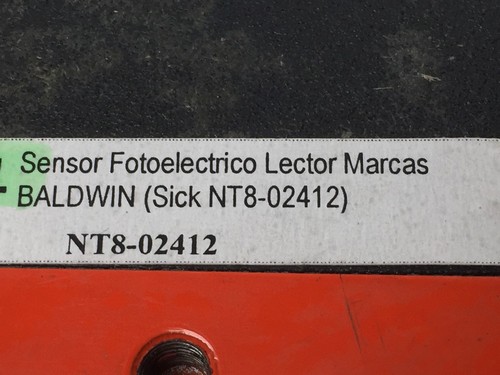 Sensor Fotoelectrico Lector Marcas
BALDWIN (Sick NT8-02412)
NT8-02412